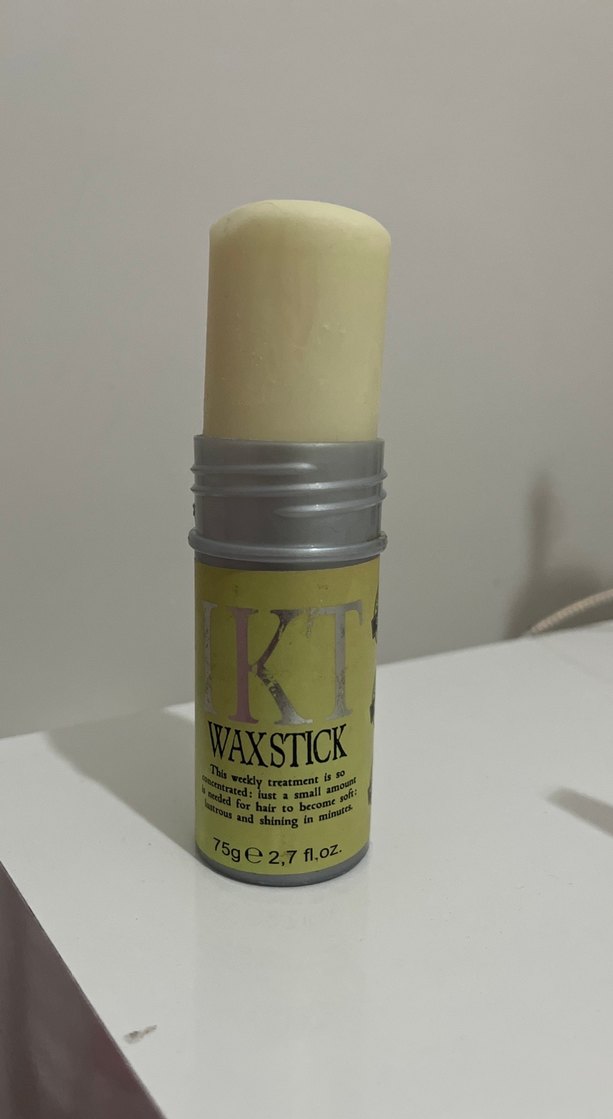 IKT
WAXSTICK
This weekly treatment is so
concentrated: iust a small amount
is needed for hair to become soft:
lustrous and shining in minutes.
75g ℮ 2,7 fl.oz.